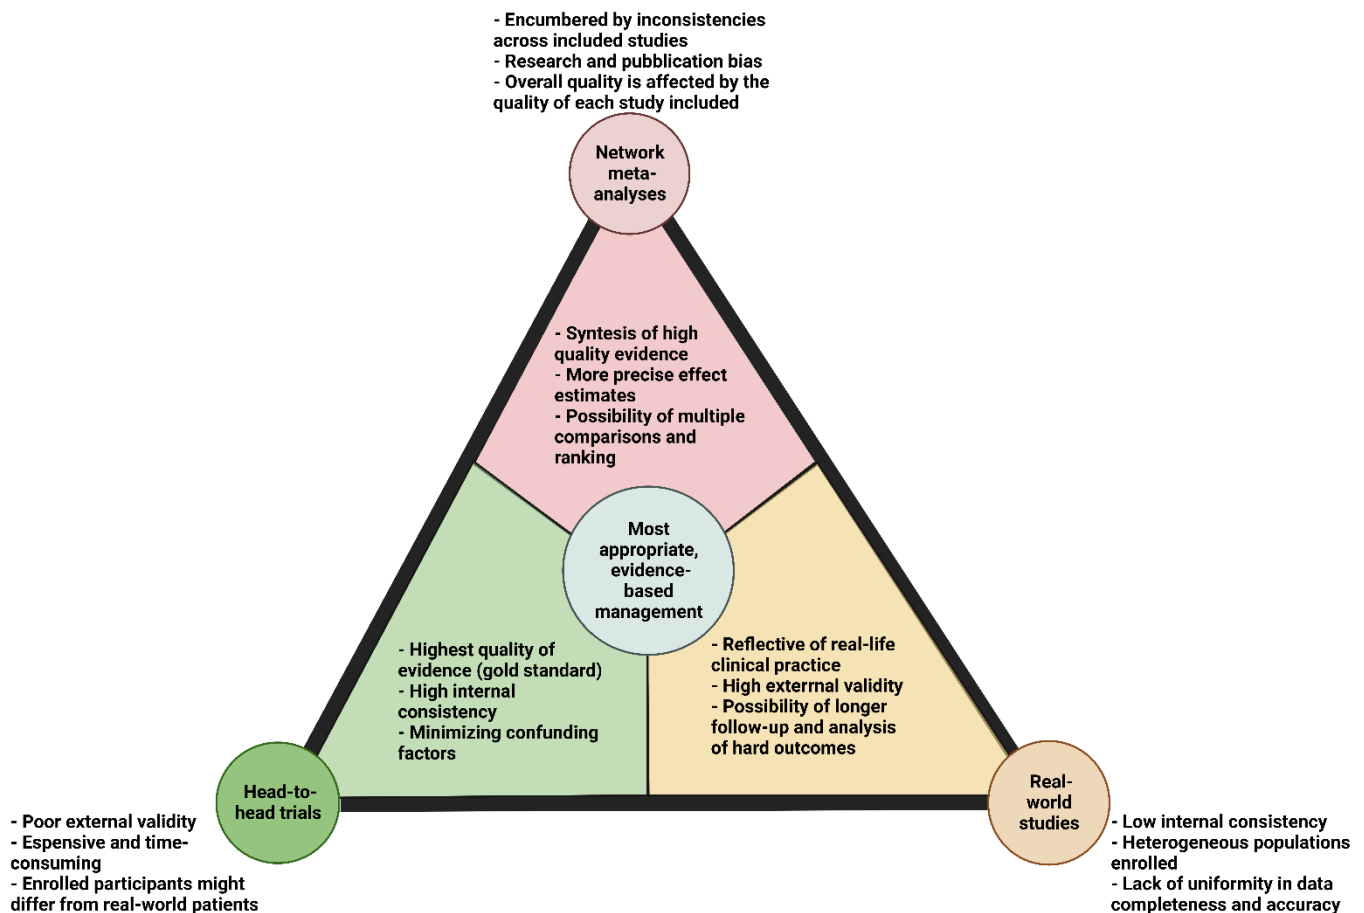 - Encumbered by inconsistencies
across included studies
- Research and pubblication bias
- Overall quality is affected by the
quality of each study included
Network
meta-
analyses
- Syntesis of high
quality evidence
- More precise effect
estimates
- Possibility of multiple
comparisons and
ranking
Most
appropriate,
evidence-
based
management
- Highest quality of
evidence (gold standard)
- High internal
consistency
- Minimizing confunding
factors
- Reflective of real-life
clinical practice
- High exterrnal validity
- Possibility of longer
follow-up and analysis
of hard outcomes
Head-to-
head trials
- Poor external validity
- Espensive and time-
consuming
- Enrolled participants might
differ from real-world patients
Real-
world
studies
- Low internal consistency
- Heterogeneous populations
enrolled
- Lack of uniformity in data
completeness and accuracy